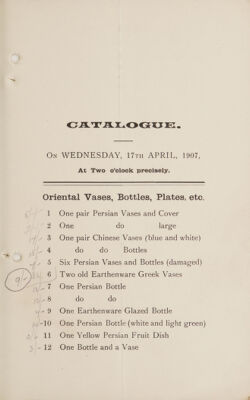 CATALOGUE.
On WEDNESDAY, 17th APRIL, 1907,
At Two o'clock precisely.
Oriental Vases, Bottles, Plates, etc.
1 One pair Persian Vases and Cover
2 One do large
3 One pair Chinese Vases (blue and white)
4 do do Bottles
5 Six Persian Vases and Bottles (damaged)
6 Two old Earthenware Greek Vases
7 One Persian Bottle
8 do do
9 One Earthenware Glazed Bottle
10 One Persian Bottle (white and light green)
11 One Yellow Persian Fruit Dish
12 One Bottle and a Vase